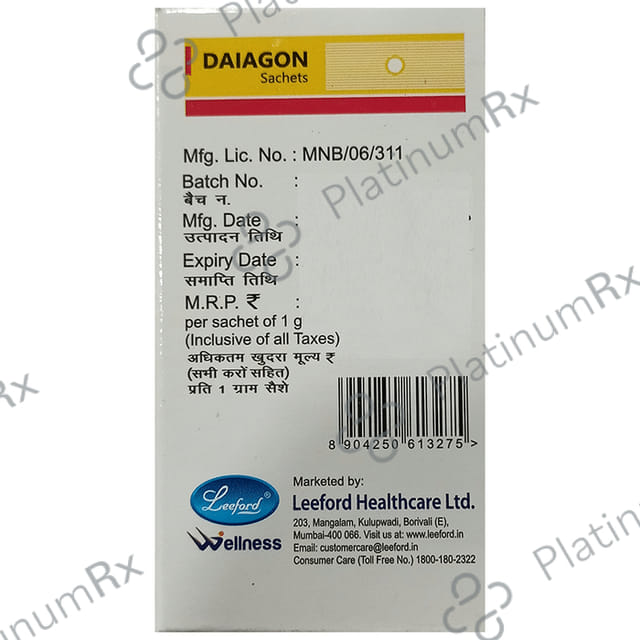 DAIAGON
Sachets
Mfg. Lic. No. : MNB/06/311
Batch No. :
बैच न.
Mfg. Date :
उत्पादन तिथि
Expiry Date :
समाप्ति तिथि
M.R.P. ₹ :
per sachet of 1 g
(Inclusive of all Taxes)
अधिकतम खुदरा मूल्य ₹
(सभी करों सहित)
प्रति 1 ग्राम सैशे
8 904250 613275 >
Marketed by:
Leeford®
Leeford Healthcare Ltd.
Wellness
203, Mangalam, Kulupwadi, Borivali (E),
Mumbai-400 066. Visit us at: www.leeford.in
Email: customercare@leeford.in
Consumer Care (Toll Free No.) 1800-180-2322
PlatinumRx
PlatinumRx
PlatinumRx
PlatinumRx
tinumRx
Rx